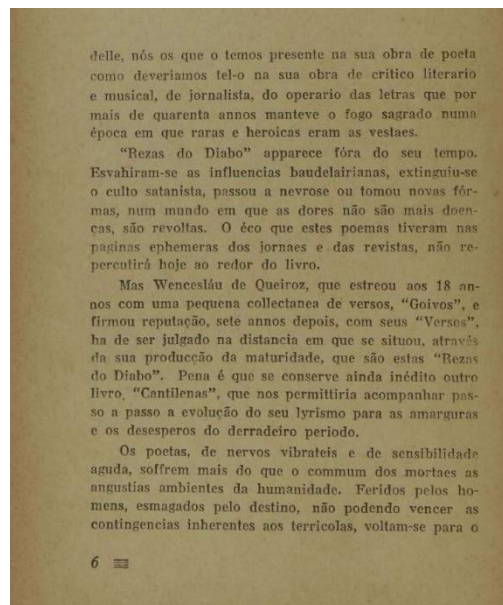 delle, nós os que o temos presente na sua obra de poeta
como deveriamos tel-o na sua obra de critico literario
e musical, de jornalista, do operario das letras que por
mais de quarenta annos manteve o fogo sagrado numa
época em que raras e heroicas eram as vestaes.
"Rezas do Diabo" apparece fóra do seu tempo.
Esvahiram-se as influencias baudelairianas, extinguiu-se
o culto satanista, passou a nevrose ou tomou novas fór-
mas, num mundo em que as dores não são mais doen-
ças, são revoltas. O éco que estes poemas tiveram nas
paginas ephemeras dos jornaes e das revistas, não re-
percutirá hoje ao redor do livro.
Mas Wencesláu de Queiroz, que estreou aos 18 an-
nos com uma pequena collectanea de versos, "Goivos", e
firmou reputação, sete annos depois, com seus "Versos",
ha de ser julgado na distancia em que se situou, através
da sua producção da maturidade, que são estas "Rezas
do Diabo". Pena é que se conserve ainda inédito outro
livro, "Cantilenas", que nos permittiria acompanhar pas-
so a passo a evolução do seu lyrismo para as amarguras
e os desesperos do derradeiro periodo.
Os poetas, de nervos vibrateis e de sensibilidade
aguda, soffrem mais do que o commum dos mortaes as
angustias ambientes da humanidade. Feridos pelos ho-
mens, esmagados pelo destino, não podendo vencer as
contingencias inherentes aos terricolas, voltam-se para o
6